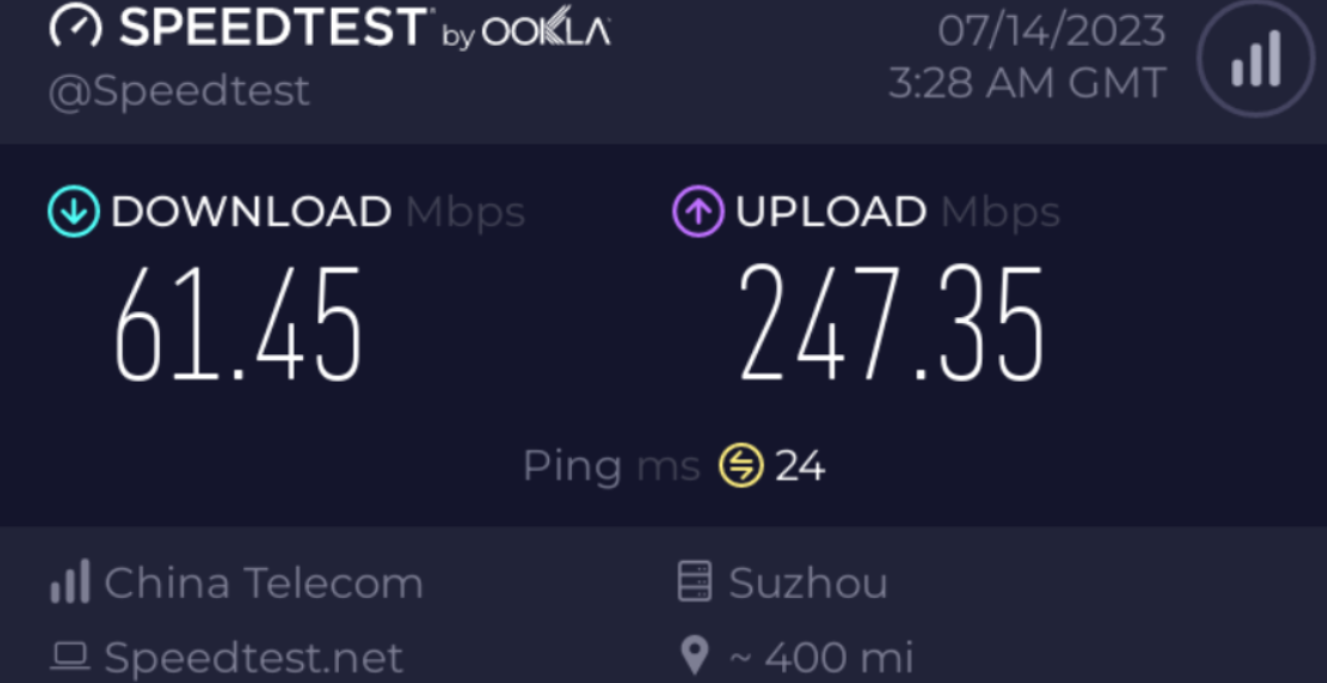 SPEEDTEST by OOKLA
07/14/2023
@Speedtest
3:28 AM GMT
DOWNLOAD Mbps
61.45
UPLOAD Mbps
247.35
Ping ms 24
China Telecom
Suzhou
Speedtest.net
~ 400 mi